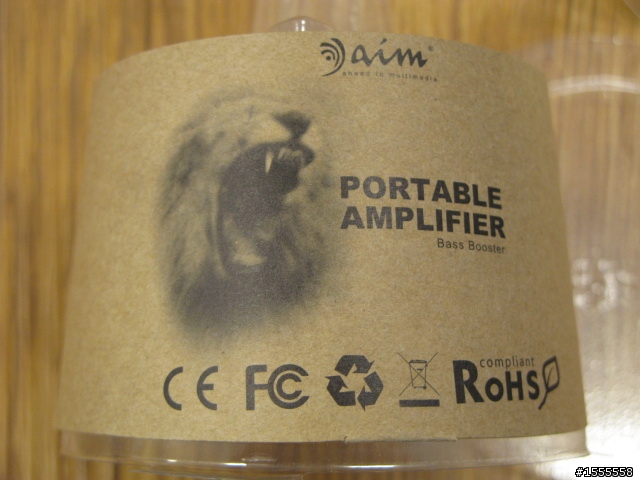 aim
ahead in multimedia
PORTABLE
AMPLIFIER
Bass Booster
CE FC compliant
RoHS
#1555558